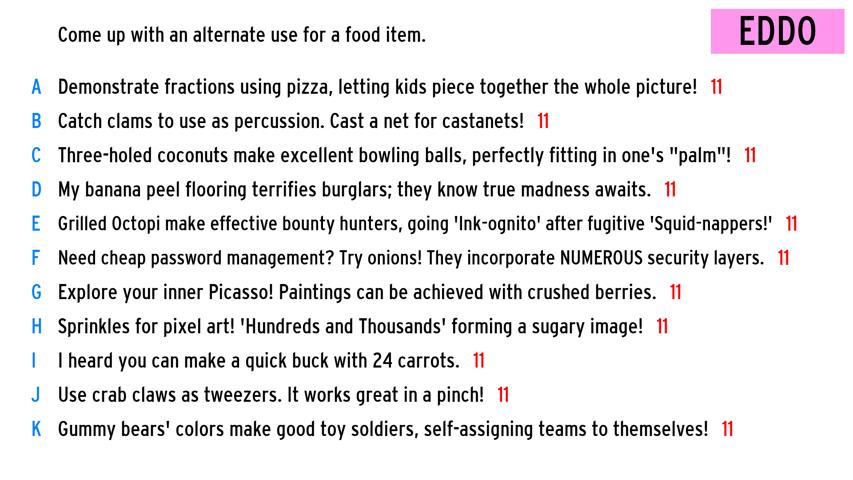 Come up with an alternate use for a food item.
EDDO
A Demonstrate fractions using pizza, letting kids piece together the whole picture! 11
B Catch clams to use as percussion. Cast a net for castanets! 11
C Three-holed coconuts make excellent bowling balls, perfectly fitting in one's "palm"! 11
D My banana peel flooring terrifies burglars; they know true madness awaits. 11
E Grilled Octopi make effective bounty hunters, going 'Ink-ognito' after fugitive 'Squid-nappers!' 11
F Need cheap password management? Try onions! They incorporate NUMEROUS security layers. 11
G Explore your inner Picasso! Paintings can be achieved with crushed berries. 11
H Sprinkles for pixel art! 'Hundreds and Thousands' forming a sugary image! 11
I I heard you can make a quick buck with 24 carrots. 11
J Use crab claws as tweezers. It works great in a pinch! 11
K Gummy bears' colors make good toy soldiers, self-assigning teams to themselves! 11